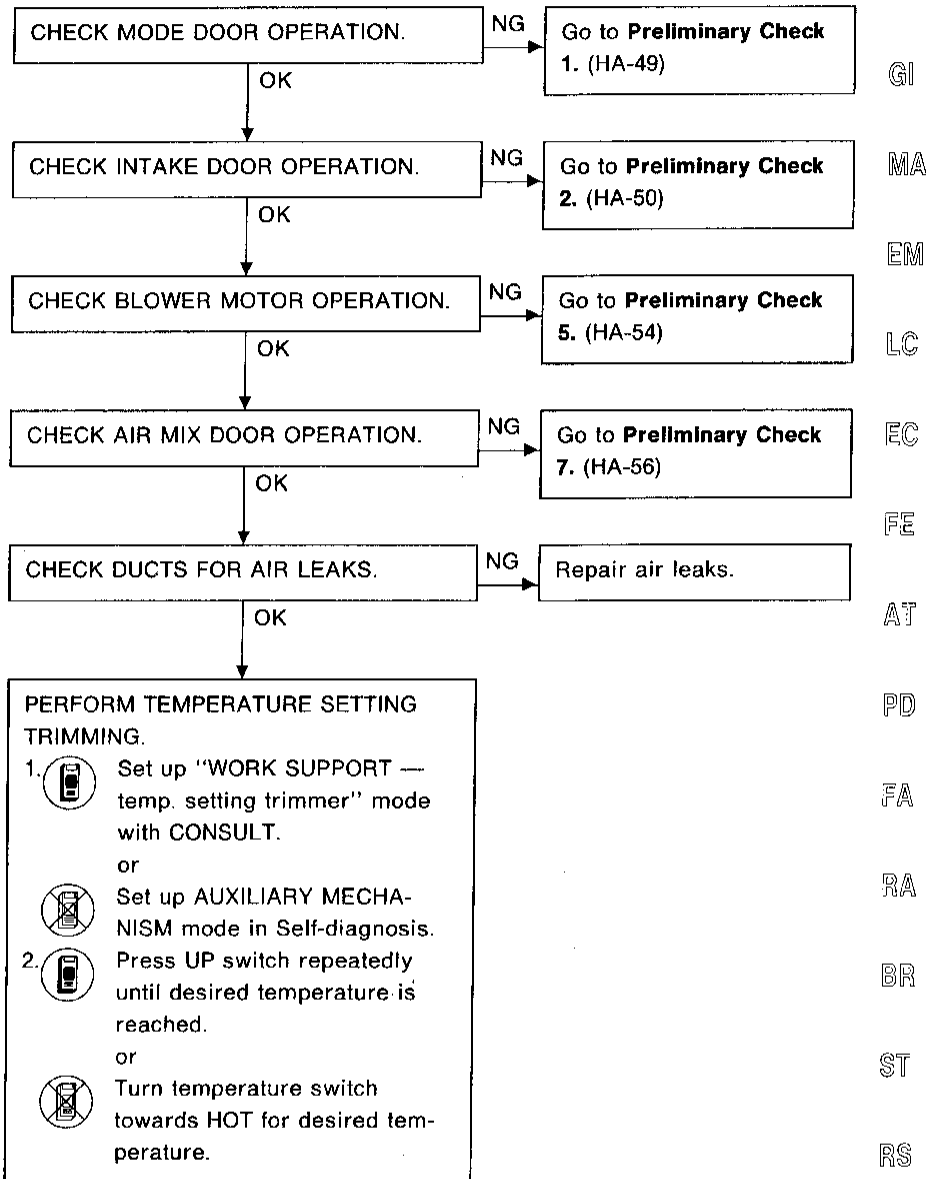 CHECK MODE DOOR OPERATION.
NG
Go to Preliminary Check
1. (HA-49)
OK
CHECK INTAKE DOOR OPERATION.
NG
Go to Preliminary Check
2. (HA-50)
OK
CHECK BLOWER MOTOR OPERATION.
NG
Go to Preliminary Check
5. (HA-54)
OK
CHECK AIR MIX DOOR OPERATION.
NG
Go to Preliminary Check
7. (HA-56)
OK
CHECK DUCTS FOR AIR LEAKS.
NG
Repair air leaks.
OK
PERFORM TEMPERATURE SETTING
TRIMMING.
1. Set up "WORK SUPPORT —
temp. setting trimmer" mode
with CONSULT.
or
Set up AUXILIARY MECHA-
NISM mode in Self-diagnosis.
2. Press UP switch repeatedly
until desired temperature is
reached.
or
Turn temperature switch
towards HOT for desired tem-
perature.
GI
MA
EM
LC
EC
FE
AT
PD
FA
RA
BR
ST
RS